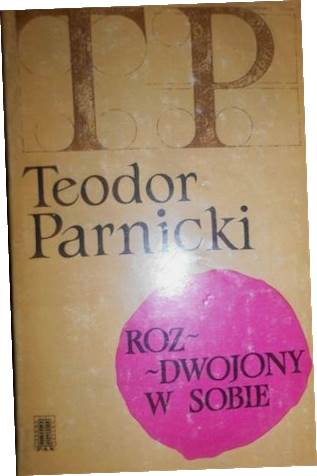 TP
Teodor
Parnicki
ROZ~
~DWOJONY
W SOBIE